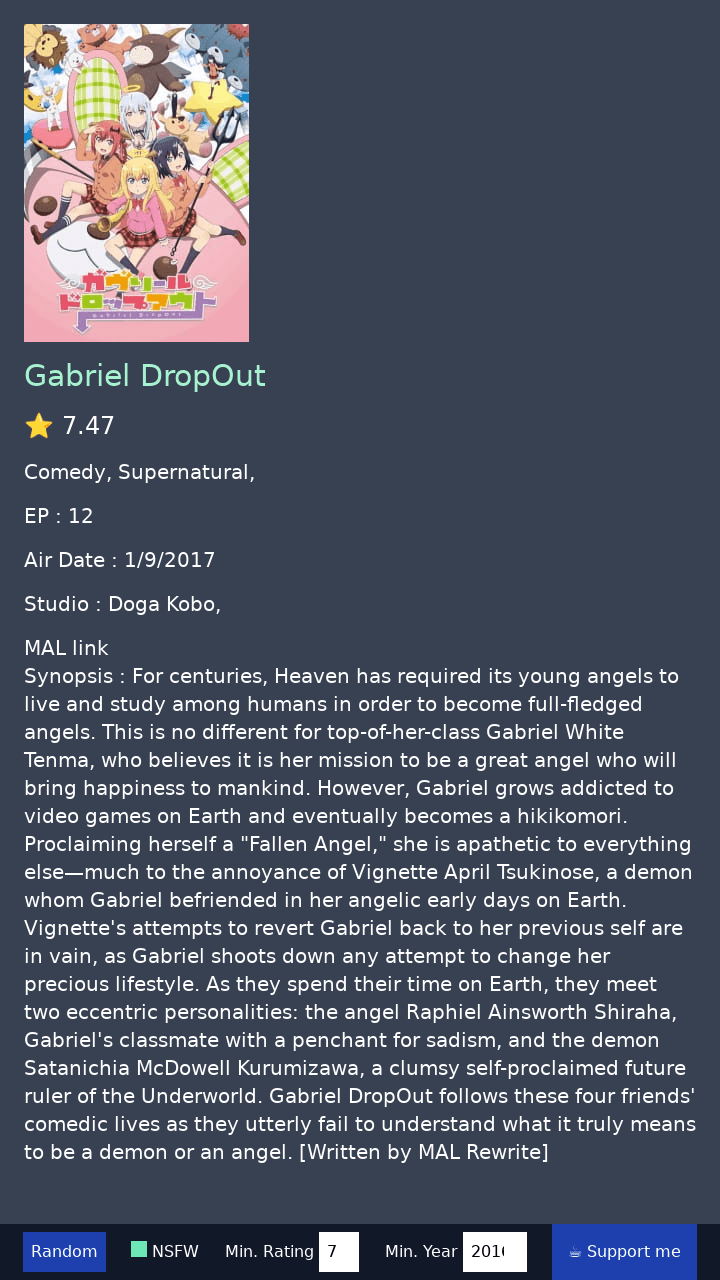 ガヴリール
ドロップアウト
Gabriel DropOut
Gabriel DropOut
⭐ 7.47
Comedy, Supernatural,
EP : 12
Air Date : 1/9/2017
Studio : Doga Kobo,
MAL link
Synopsis : For centuries, Heaven has required its young angels to
live and study among humans in order to become full-fledged
angels. This is no different for top-of-her-class Gabriel White
Tenma, who believes it is her mission to be a great angel who will
bring happiness to mankind. However, Gabriel grows addicted to
video games on Earth and eventually becomes a hikikomori.
Proclaiming herself a "Fallen Angel," she is apathetic to everything
else—much to the annoyance of Vignette April Tsukinose, a demon
whom Gabriel befriended in her angelic early days on Earth.
Vignette's attempts to revert Gabriel back to her previous self are
in vain, as Gabriel shoots down any attempt to change her
precious lifestyle. As they spend their time on Earth, they meet
two eccentric personalities: the angel Raphiel Ainsworth Shiraha,
Gabriel's classmate with a penchant for sadism, and the demon
Satanichia McDowell Kurumizawa, a clumsy self-proclaimed future
ruler of the Underworld. Gabriel DropOut follows these four friends'
comedic lives as they utterly fail to understand what it truly means
to be a demon or an angel. [Written by MAL Rewrite]
Random NSFW Min. Rating 7 Min. Year 2016 ☕ Support me